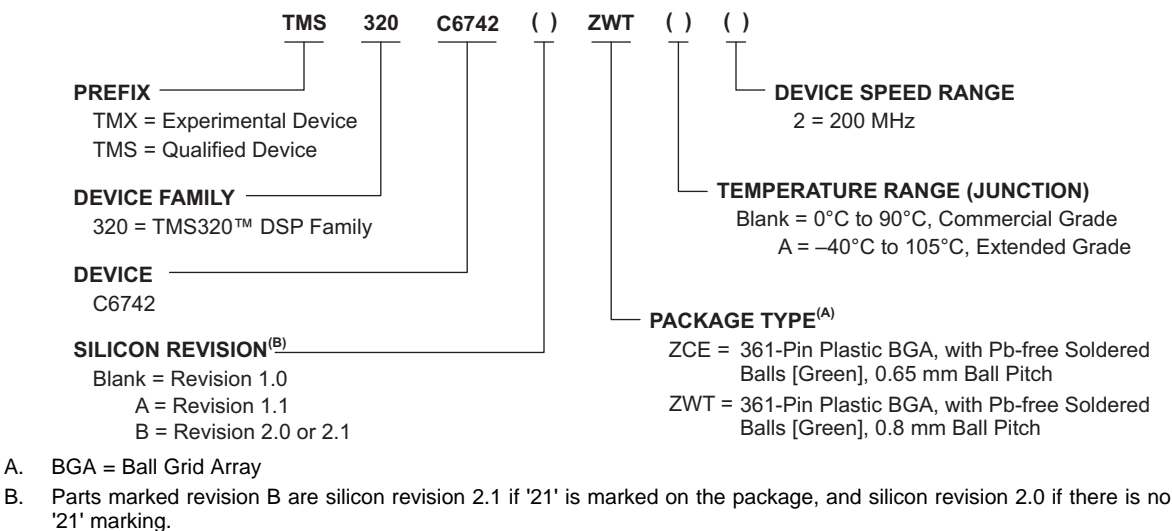 TMS 320 C6742 ( ) ZWT ( ) ( )
PREFIX
TMX = Experimental Device
TMS = Qualified Device
DEVICE FAMILY
320 = TMS320™ DSP Family
DEVICE
C6742
SILICON REVISION(B)
Blank = Revision 1.0
A = Revision 1.1
B = Revision 2.0 or 2.1
DEVICE SPEED RANGE
2 = 200 MHz
TEMPERATURE RANGE (JUNCTION)
Blank = 0°C to 90°C, Commercial Grade
A = –40°C to 105°C, Extended Grade
PACKAGE TYPE(A)
ZCE = 361-Pin Plastic BGA, with Pb-free Soldered
Balls [Green], 0.65 mm Ball Pitch
ZWT = 361-Pin Plastic BGA, with Pb-free Soldered
Balls [Green], 0.8 mm Ball Pitch
A. BGA = Ball Grid Array
B. Parts marked revision B are silicon revision 2.1 if '21' is marked on the package, and silicon revision 2.0 if there is no
'21' marking.